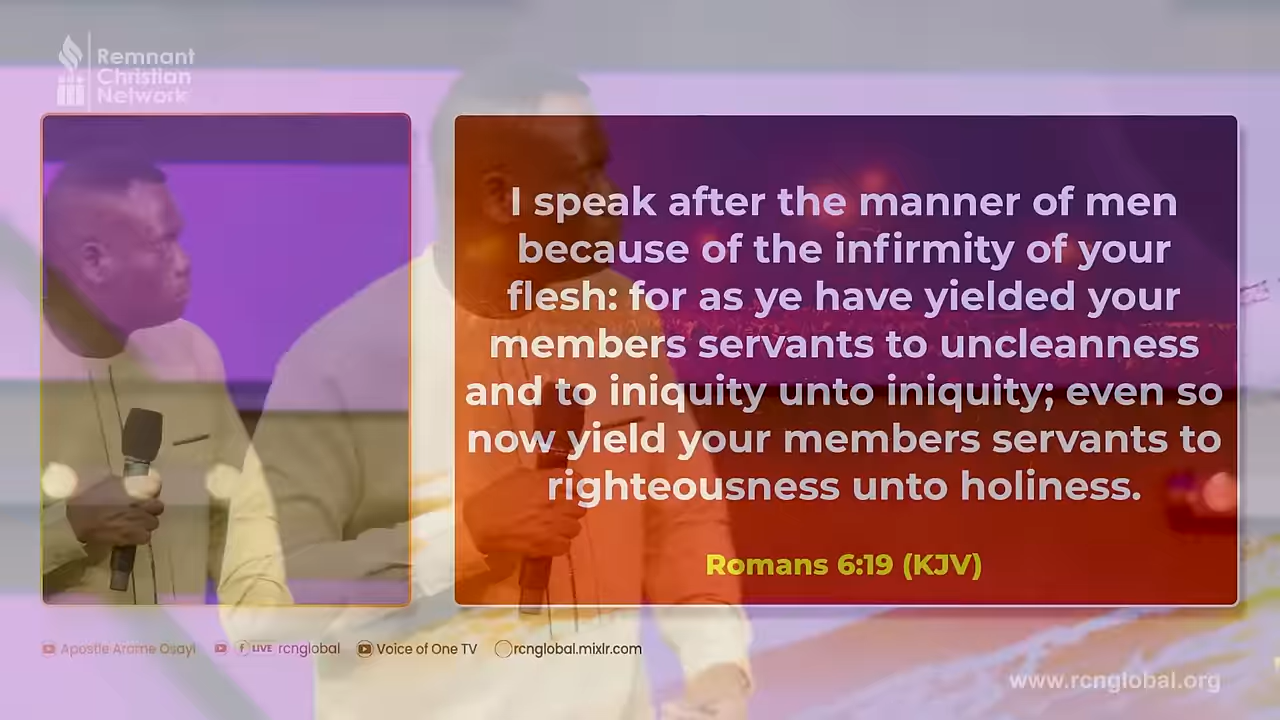 Remnant
Christian
Network
I speak after the manner of men
because of the infirmity of your
flesh: for as ye have yielded your
members servants to uncleanness
and to iniquity unto iniquity; even so
now yield your members servants to
righteousness unto holiness.
Romans 6:19 (KJV)
Apostle Arome Osayi LIVE rcnglobal Voice of One TV rcnglobal.mixlr.com
www.rcnglobal.org